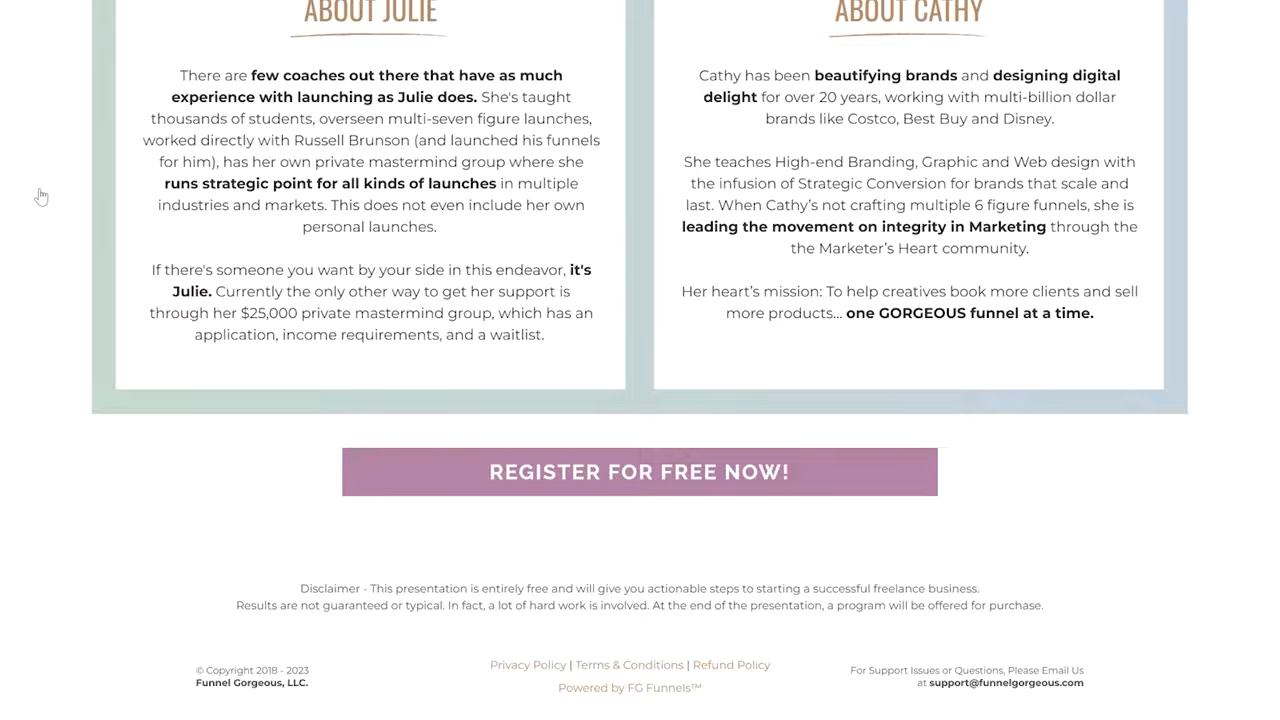 ABOUT JULIE
There are few coaches out there that have as much
experience with launching as Julie does. She's taught
thousands of students, overseen multi-seven figure launches,
worked directly with Russell Brunson (and launched his funnels
for him), has her own private mastermind group where she
runs strategic point for all kinds of launches in multiple
industries and markets. This does not even include her own
personal launches.
If there's someone you want by your side in this endeavor, it's
Julie. Currently the only other way to get her support is
through her $25,000 private mastermind group, which has an
application, income requirements, and a waitlist.
ABOUT CATHY
Cathy has been beautifying brands and designing digital
delight for over 20 years, working with multi-billion dollar
brands like Costco, Best Buy and Disney.
She teaches High-end Branding, Graphic and Web design with
the infusion of Strategic Conversion for brands that scale and
last. When Cathy’s not crafting multiple 6 figure funnels, she is
leading the movement on integrity in Marketing through the
the Marketer’s Heart community.
Her heart’s mission: To help creatives book more clients and sell
more products... one GORGEOUS funnel at a time.
REGISTER FOR FREE NOW!
Disclaimer - This presentation is entirely free and will give you actionable steps to starting a successful freelance business.
Results are not guaranteed or typical. In fact, a lot of hard work is involved. At the end of the presentation, a program will be offered for purchase.
© Copyright 2018 - 2023
Funnel Gorgeous, LLC.
Privacy Policy | Terms & Conditions | Refund Policy
Powered by FG Funnels™
For Support Issues or Questions, Please Email Us
at support@funnelgorgeous.com